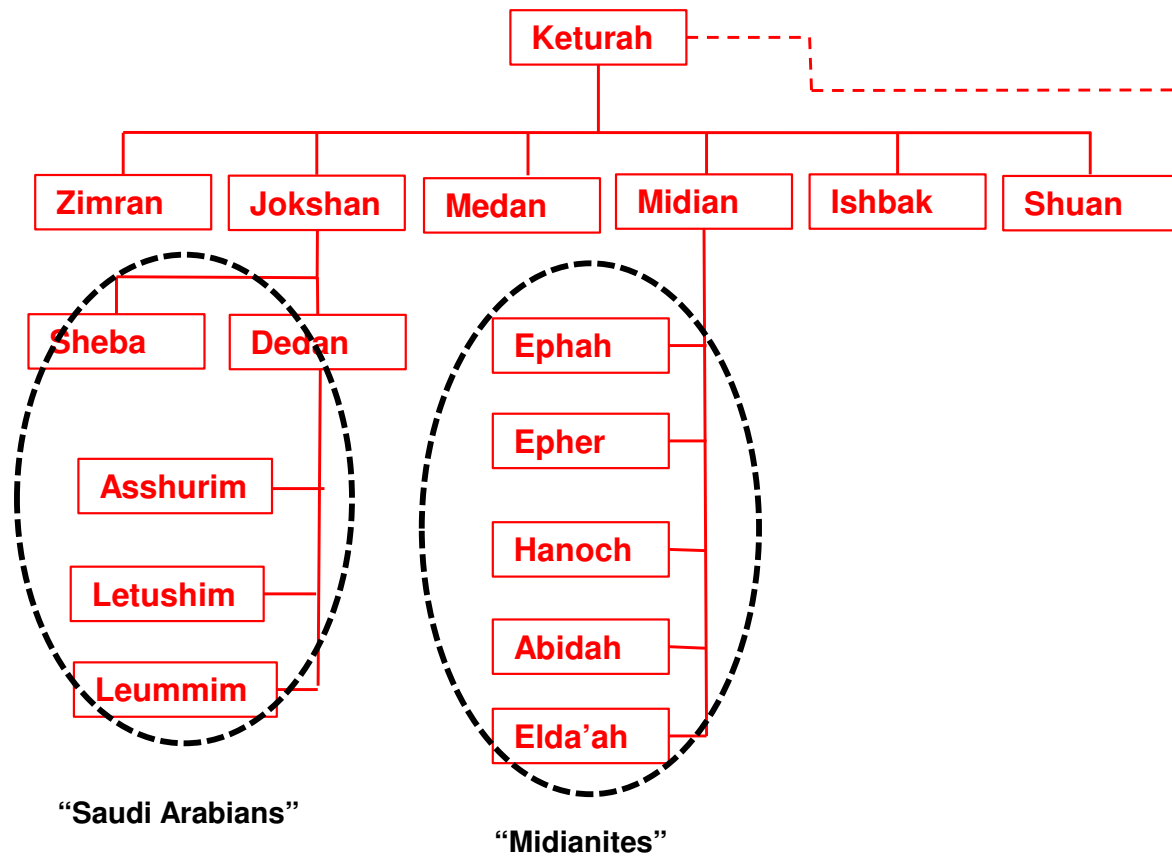 Keturah
Zimran
Jokshan
Medan
Midian
Ishbak
Shuan
Sheba
Dedan
Ephah
Epher
Asshurim
Hanoch
Letushim
Abidah
Leummim
Elda’ah
“Saudi Arabians”
“Midianites”